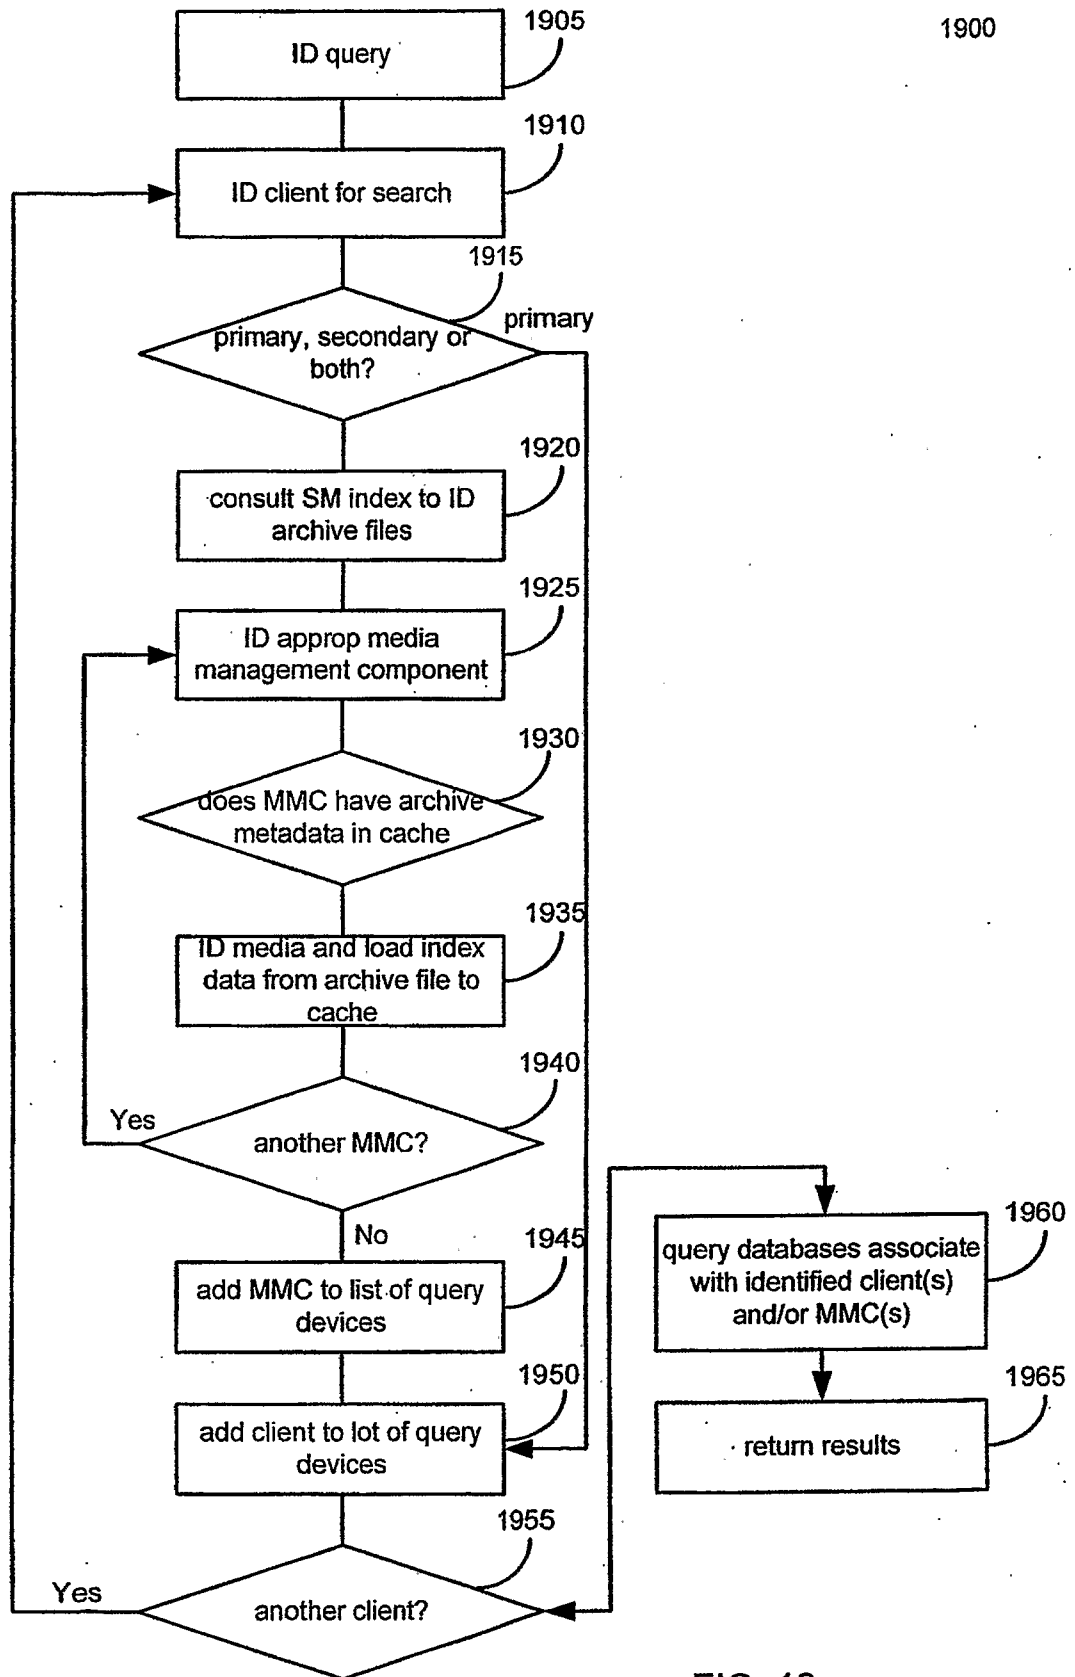 1900
1905
ID query
1910
ID client for search
1915
primary
primary, secondary or
both?
1920
consult SM index to ID
archive files
1925
ID approp media
management component
1930
does MMC have archive
metadata in cache
1935
ID media and load index
data from archive file to
cache
1940
Yes
another MMC?
No
1945
add MMC to list of query
devices
1950
add client to lot of query
devices
1955
Yes
another client?
1960
query databases associate
with identified client(s)
and/or MMC(s)
1965
return results